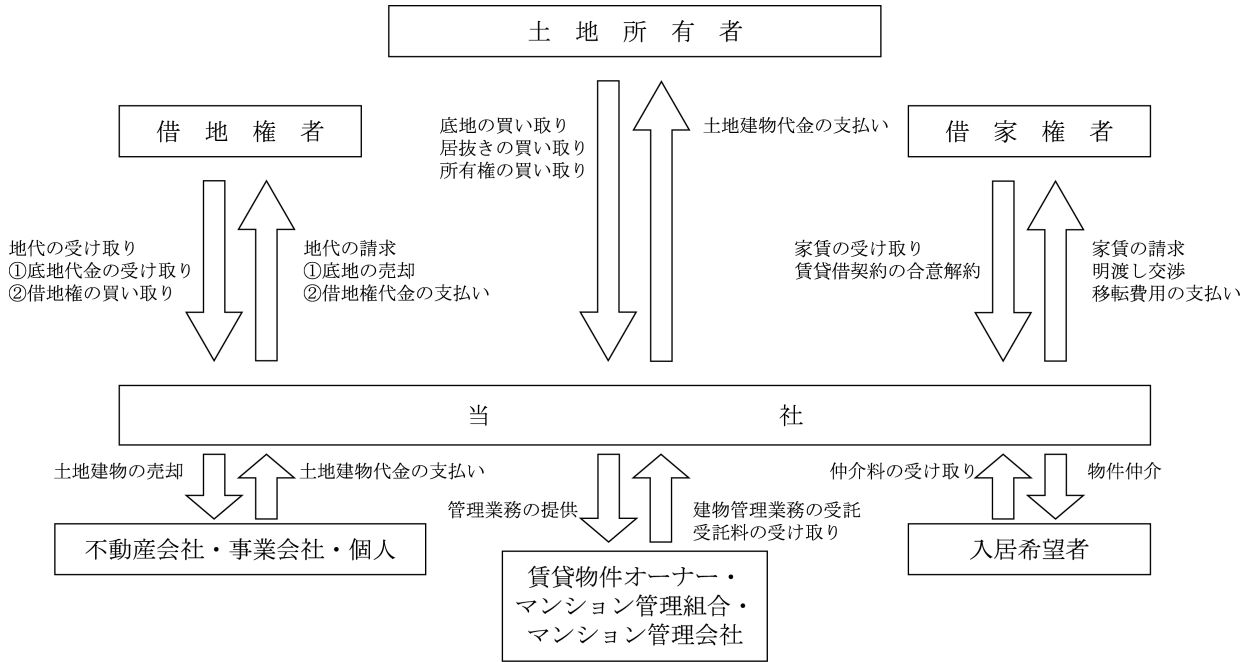 土地所有者
借地権者
底地の買い取り
居抜きの買い取り
所有権の買い取り
土地建物代金の支払い
借家権者
地代の受け取り
①底地代金の受け取り
②借地権の買い取り
地代の請求
①底地の売却
②借地権代金の支払い
家賃の受け取り
賃貸借契約の合意解約
家賃の請求
明渡し交渉
移転費用の支払い
当社
土地建物の売却
土地建物代金の支払い
管理業務の提供
建物管理業務の受託
受託料の受け取り
仲介料の受け取り
物件仲介
不動産会社・事業会社・個人
賃貸物件オーナー・
マンション管理組合・
マンション管理会社
入居希望者